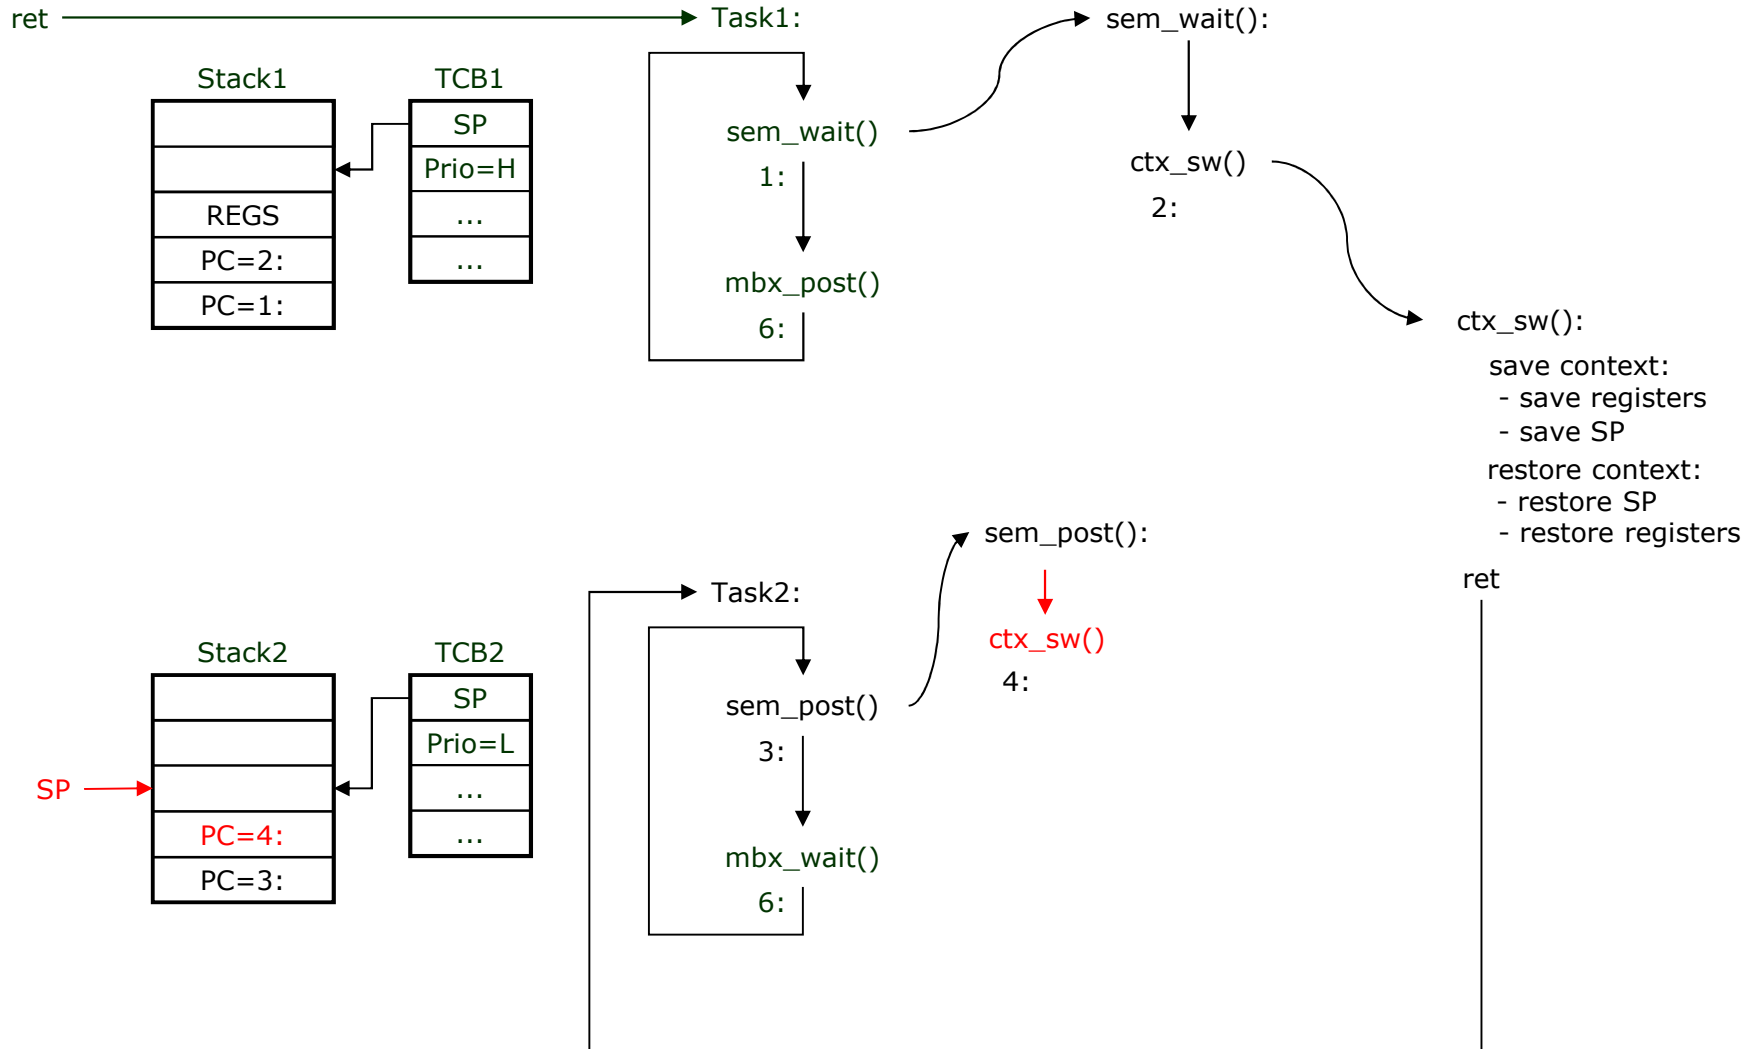 ret
Task1:
sem_wait():
Stack1
TCB1
SP
sem_wait()
Prio=H
ctx_sw()
1:
REGS
...
2:
PC=2:
...
mbx_post()
PC=1:
6:
ctx_sw():
save context:
- save registers
- save SP
restore context:
- restore SP
- restore registers
ret
sem_post():
Task2:
ctx_sw()
4:
Stack2
TCB2
SP
sem_post()
Prio=L
3:
SP
...
PC=4:
...
mbx_wait()
PC=3:
6: